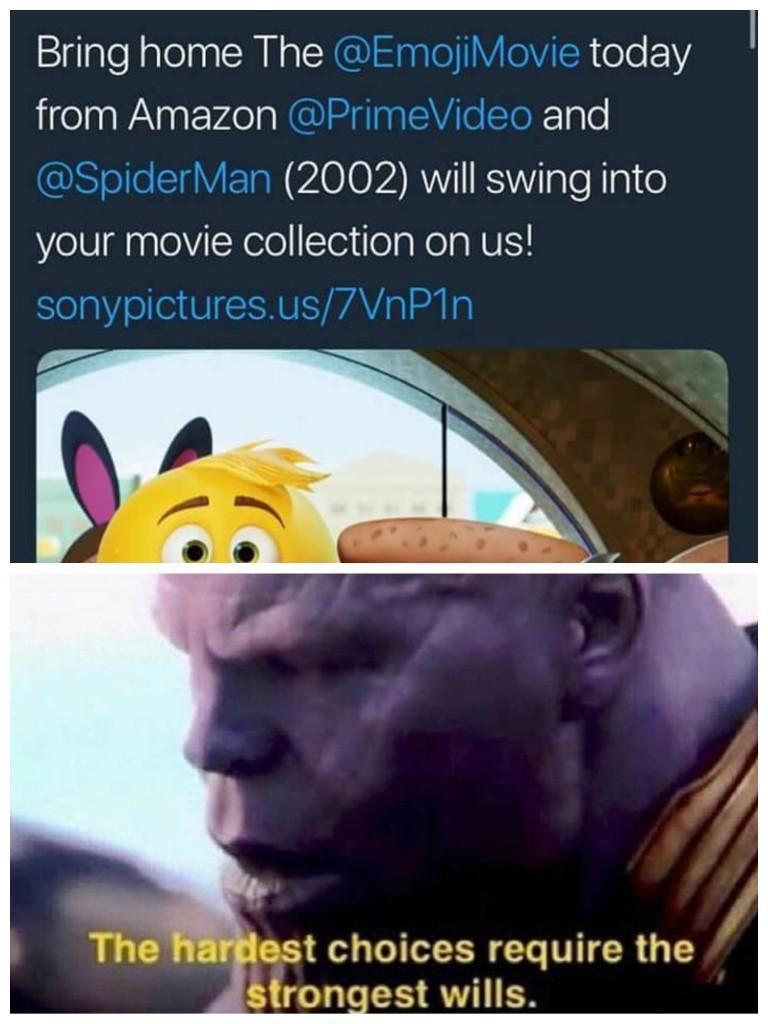 Bring home The @EmojiMovie today
from Amazon @PrimeVideo and
@SpiderMan (2002) will swing into
your movie collection on us!
sonypictures.us/7VnP1n
The hardest choices require the
strongest wills.